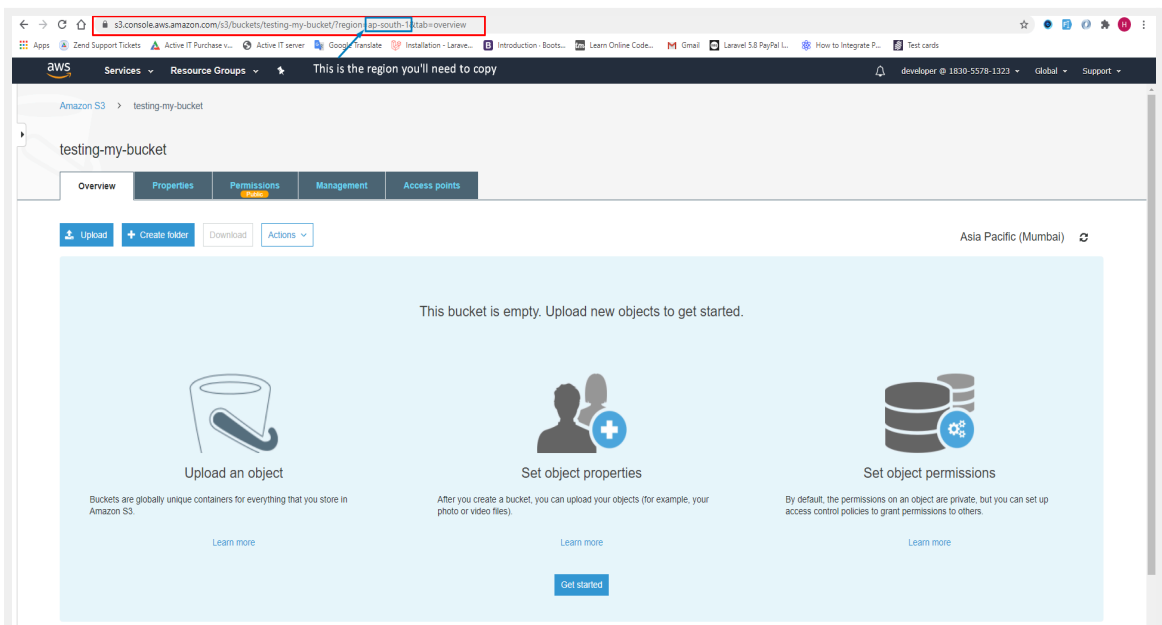 s3.console.aws.amazon.com/s3/buckets/testing-my-bucket/?region=ap-south-1&tab=overview
H
Apps Zend Support Tickets Active IT Purchase v... Active IT server Google Translate Installation - Larave... B Introduction - Boots... Learn Online Code... Gmail Laravel 5.8 PayPal I... How to Integrate P... Test cards
aws Services Resource Groups This is the region you'll need to copy developer @ 1830-5578-1323 Global Support
Amazon S3 > testing-my-bucket
testing-my-bucket
Overview Properties Permissions Management Access points
Public
Upload Create folder Download Actions Asia Pacific (Mumbai)
This bucket is empty. Upload new objects to get started.
Upload an object
Buckets are globally unique containers for everything that you store in
Amazon S3.
Learn more
Set object properties
After you create a bucket, you can upload your objects (for example, your
photo or video files).
Learn more
Set object permissions
By default, the permissions on an object are private, but you can set up
access control policies to grant permissions to others.
Learn more
Get started